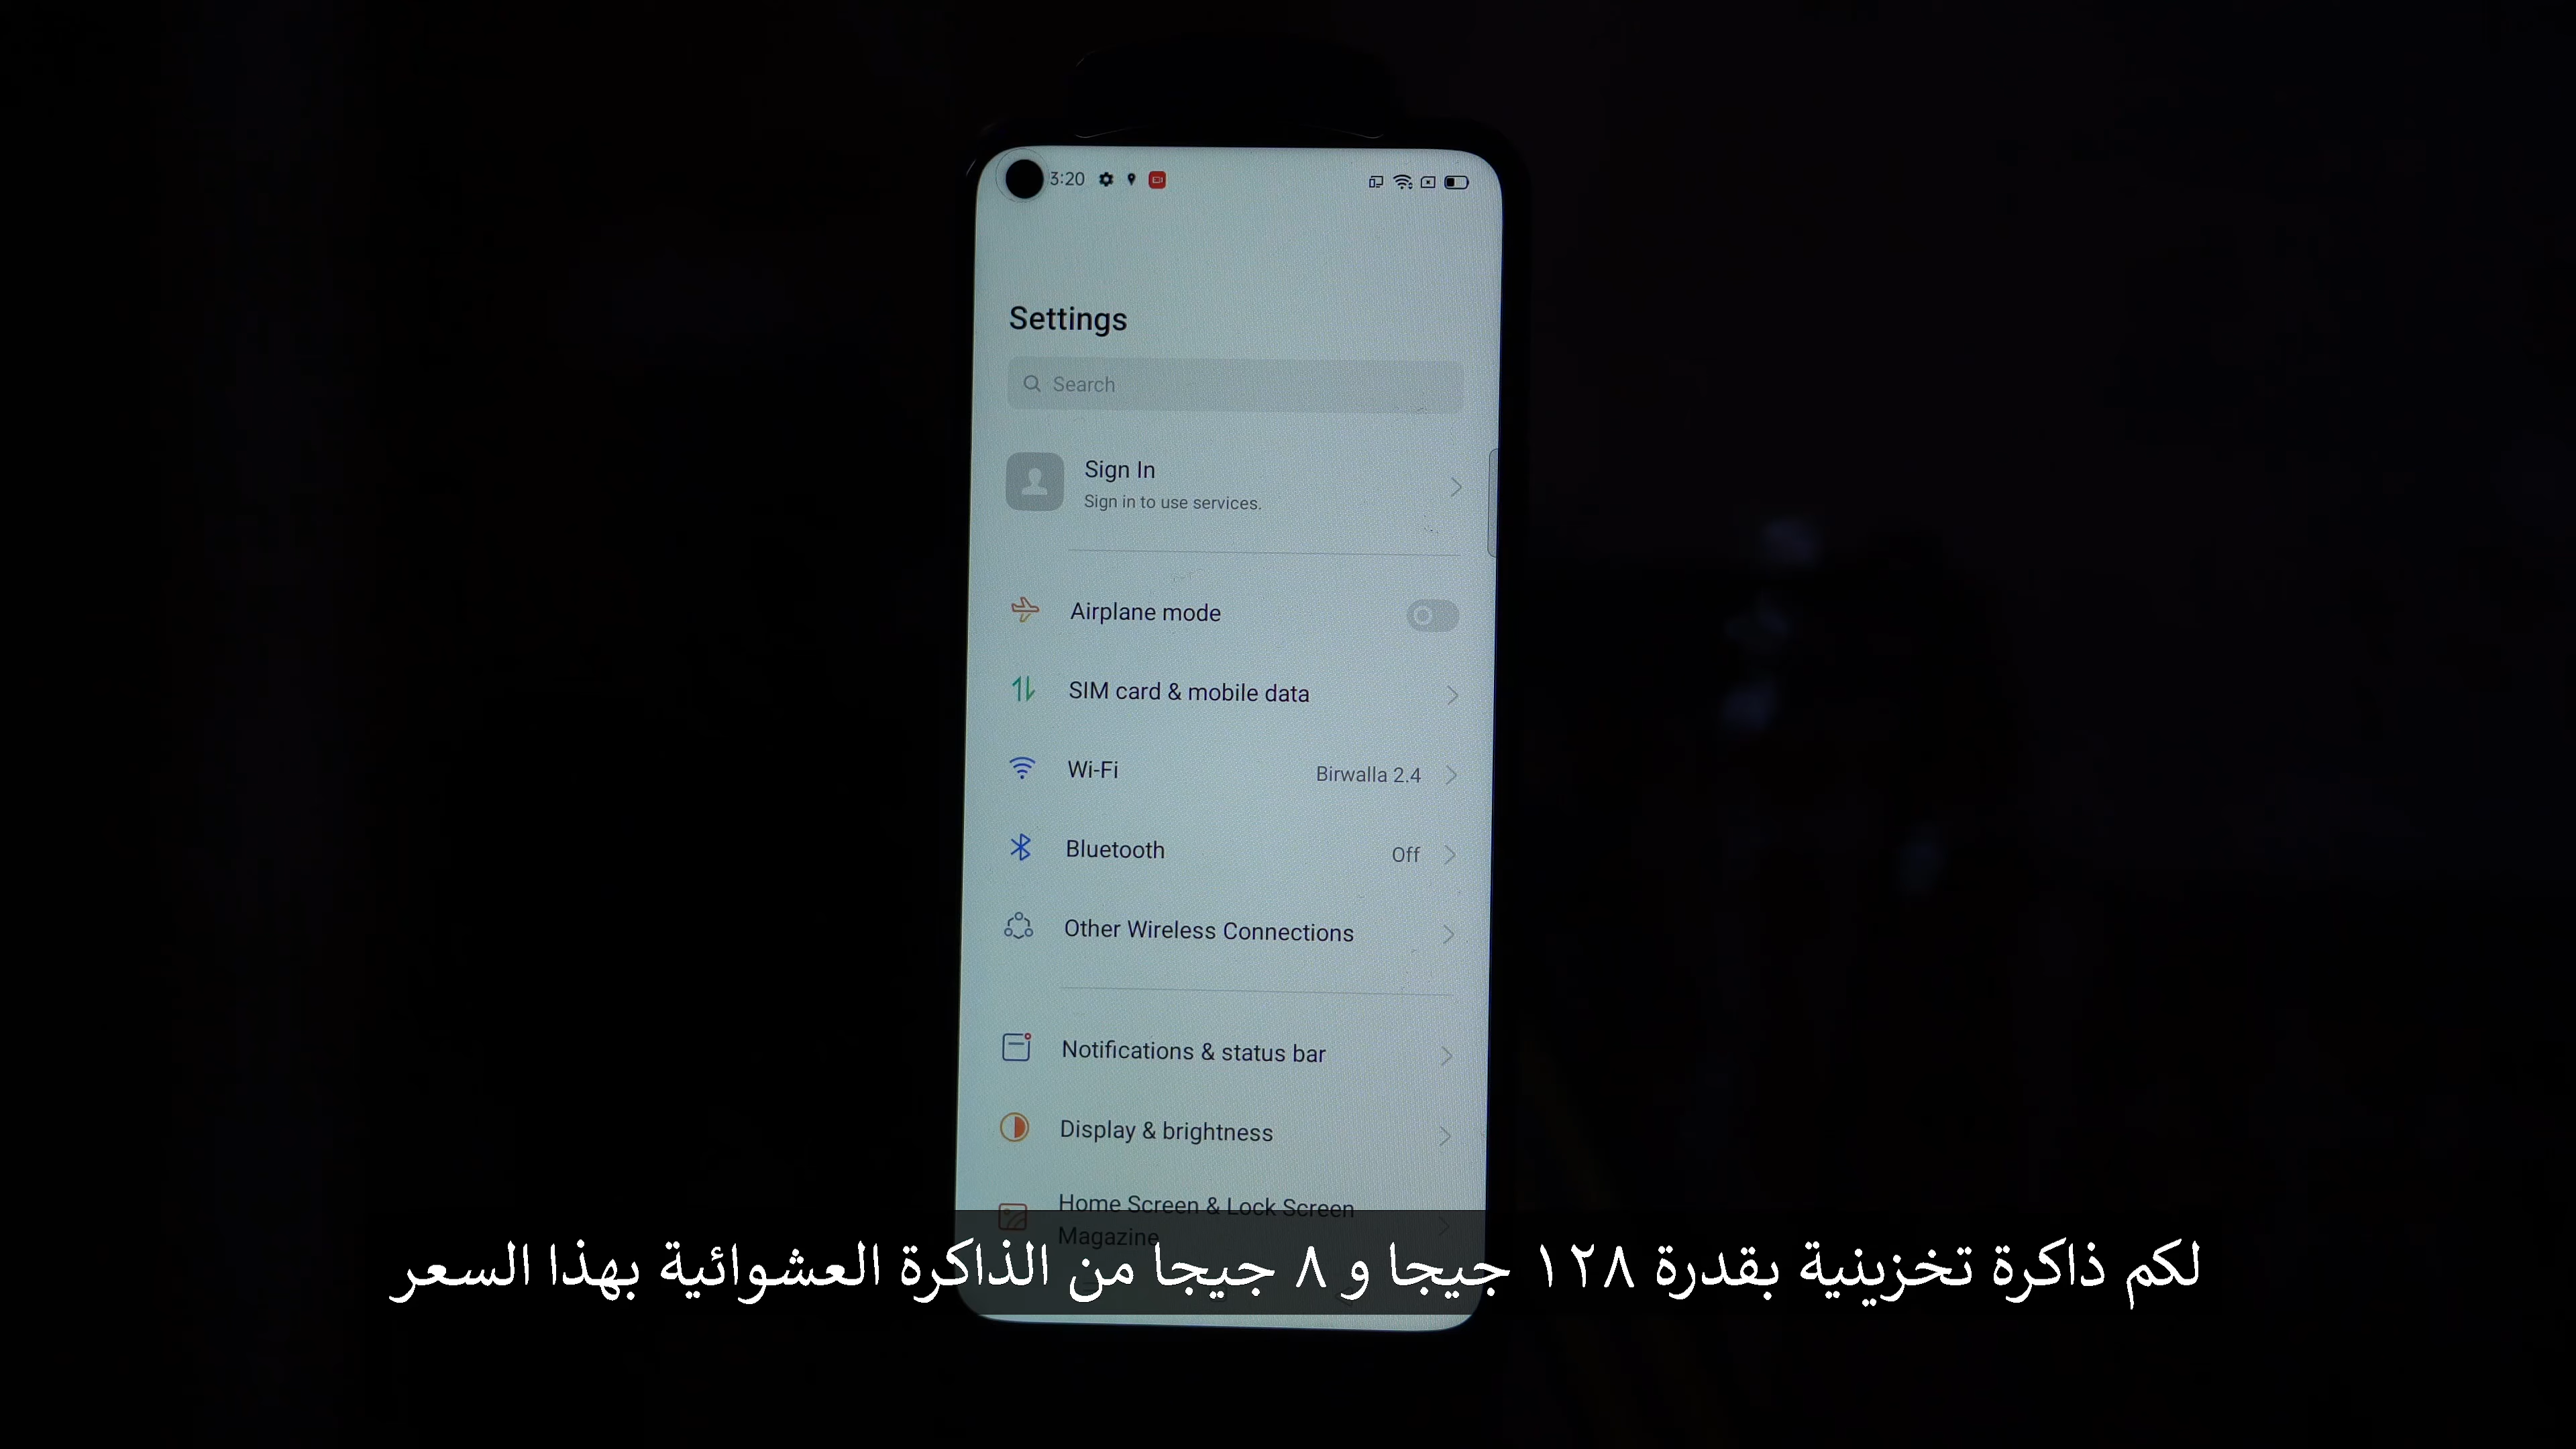 3:20
Settings
Search
Sign In
Sign in to use services.
Airplane mode
SIM card & mobile data
Wi-Fi Birwalla 2.4
Bluetooth Off
Other Wireless Connections
Notifications & status bar
Display & brightness
Home Screen & Lock Screen
Magazine
لكم ذاكرة تخزينية بقدرة ١٢٨ جيجا و ٨ جيجا من الذاكرة العشوائية بهذا السعر